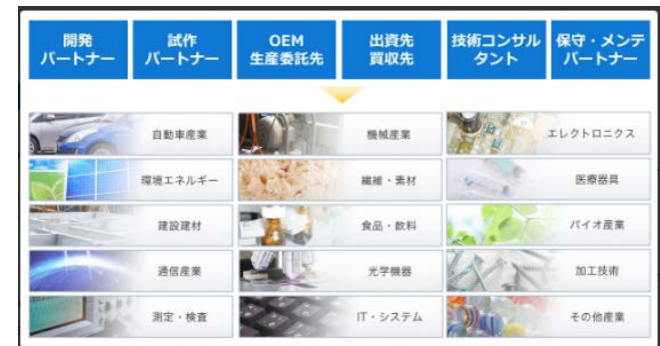 開発
パートナー
試作
パートナー
OEM
生産委託先
出資先
買収先
技術コンサル
タント
保守・メンテ
パートナー
自動車産業
機械産業
エレクトロニクス
環境エネルギー
繊維・素材
医療器具
建設建材
食品・飲料
バイオ産業
通信産業
光学機器
加工技術
測定・検査
IT・システム
その他産業